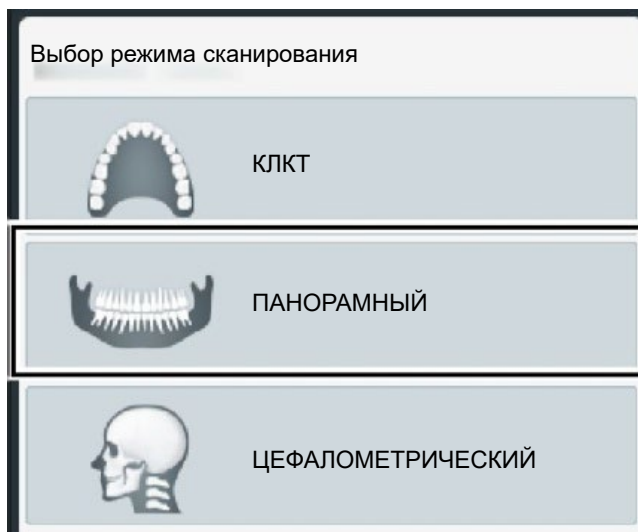 Выбор режима сканирования
КЛКТ
ПАНОРАМНЫЙ
ЦЕФАЛОМЕТРИЧЕСКИЙ